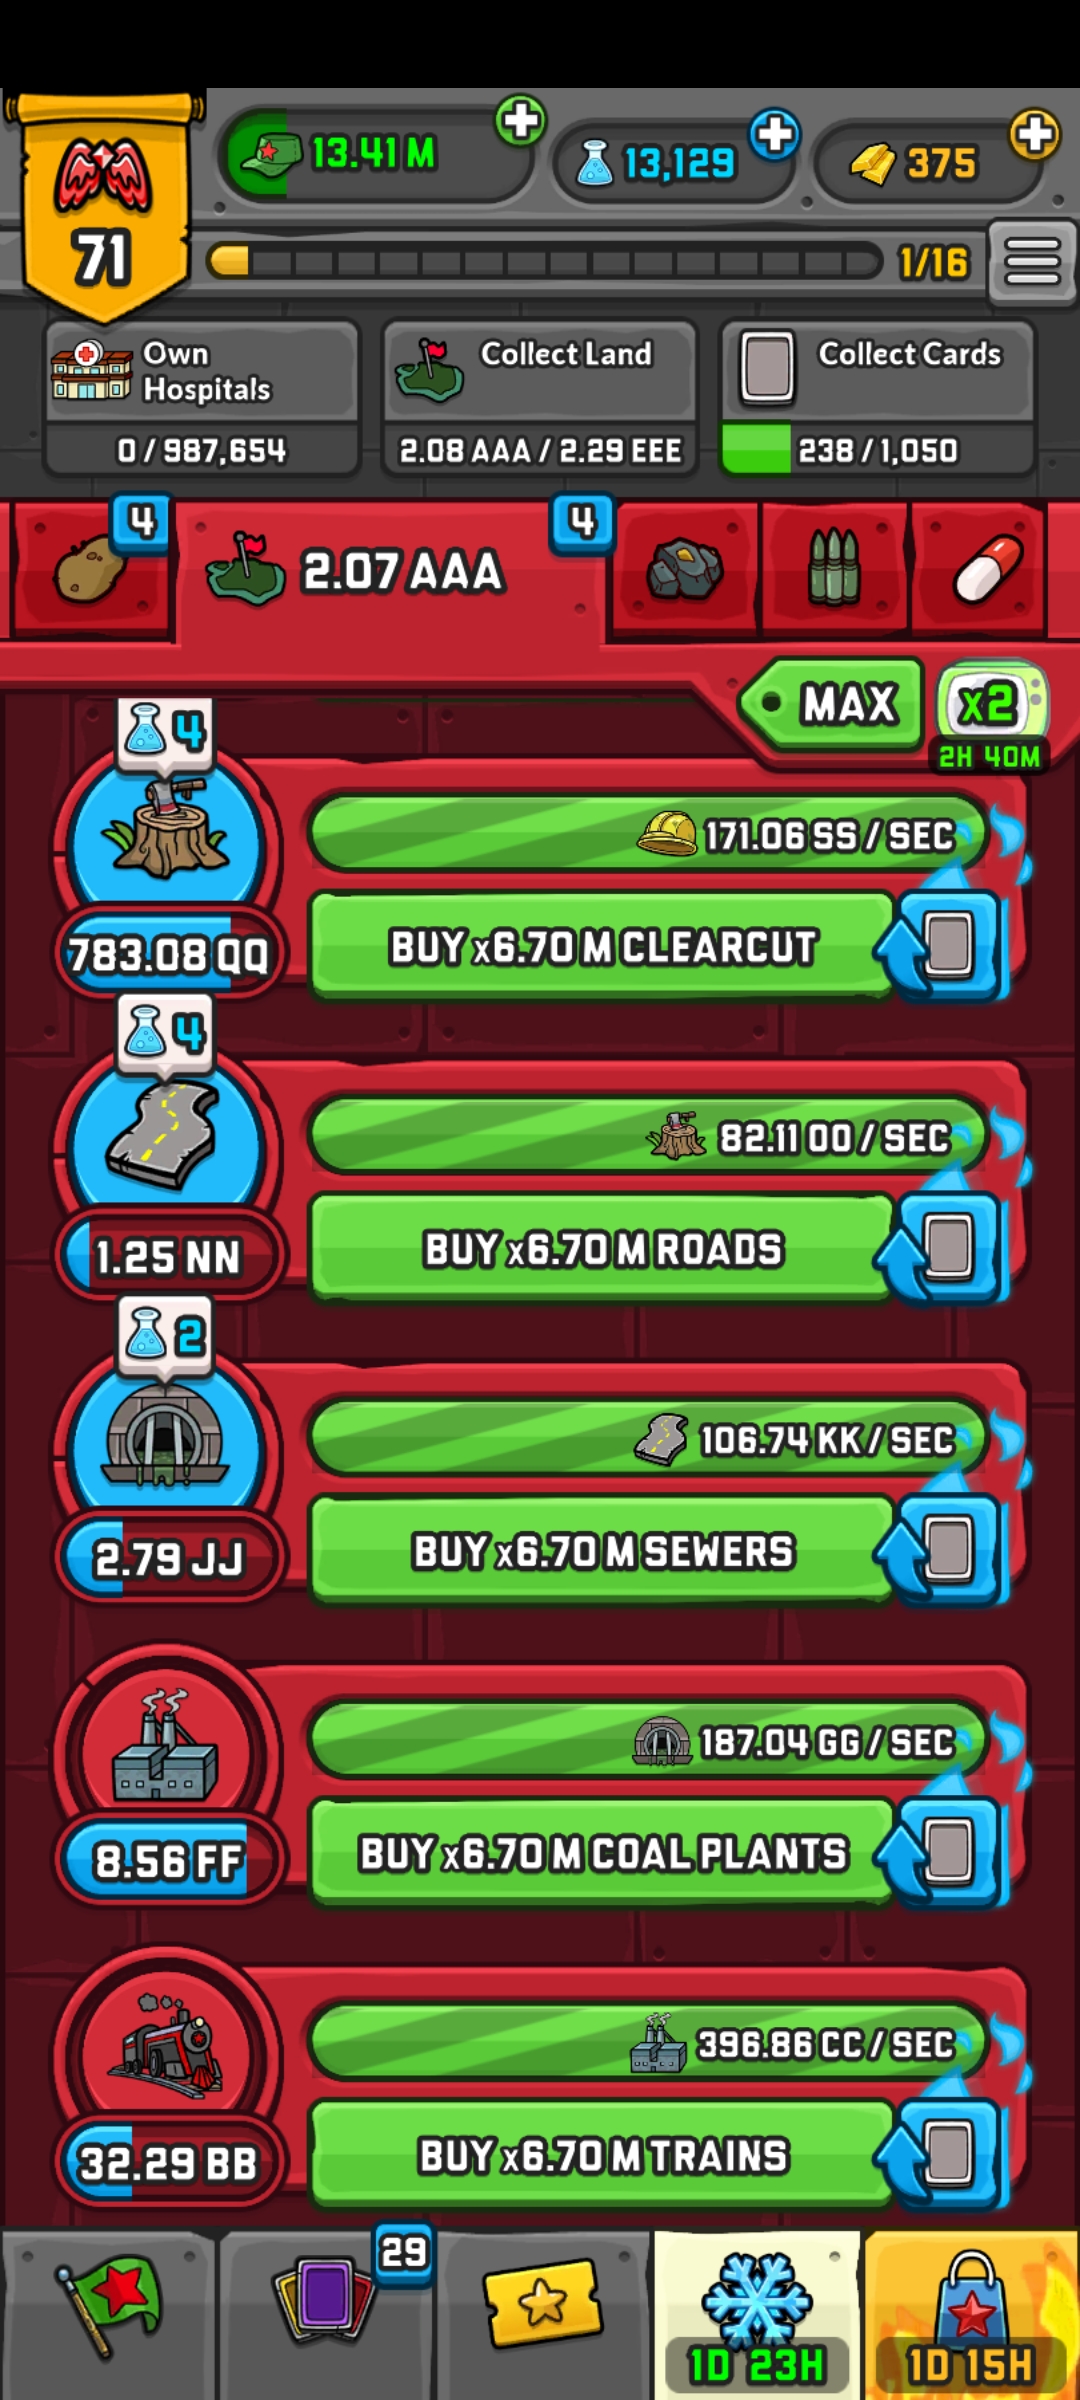 13.41 M
13,129
375
71
1/16
Own
Hospitals
0 / 987,654
Collect Land
2.08 AAA / 2.29 EEE
Collect Cards
238 / 1,050
4
2.07 AAA
4
MAX
x2
2H 40M
4
171.06 SS / SEC
783.08 QQ
BUY x6.70 M CLEARCUT
4
82.11 OO / SEC
1.25 NN
BUY x6.70 M ROADS
2
106.74 KK / SEC
2.79 JJ
BUY x6.70 M SEWERS
187.04 GG / SEC
8.56 FF
BUY x6.70 M COAL PLANTS
396.86 CC / SEC
32.29 BB
BUY x6.70 M TRAINS
29
1D 23H
1D 15H